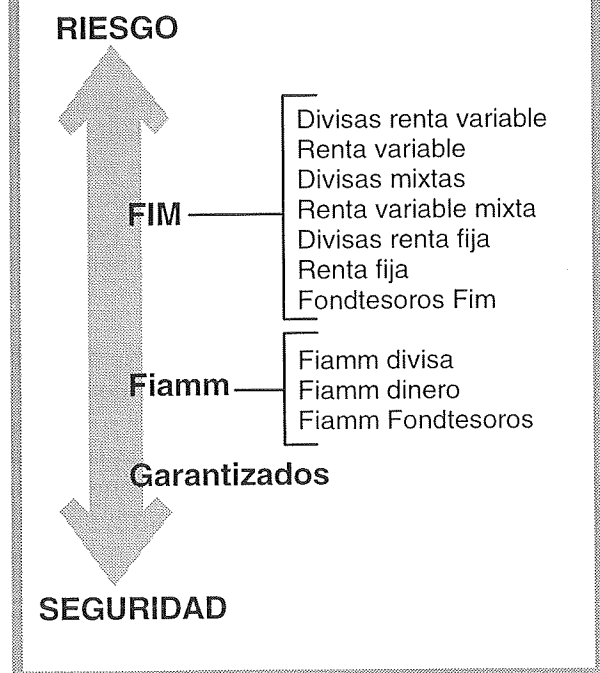 RIESGO
Divisas renta variable
Renta variable
Divisas mixtas
FIM
Renta variable mixta
Divisas renta fija
Renta fija
Fondtesoros Fim
Fiamm divisa
Fiamm
Fiamm dinero
Fiamm Fondtesoros
Garantizados
SEGURIDAD